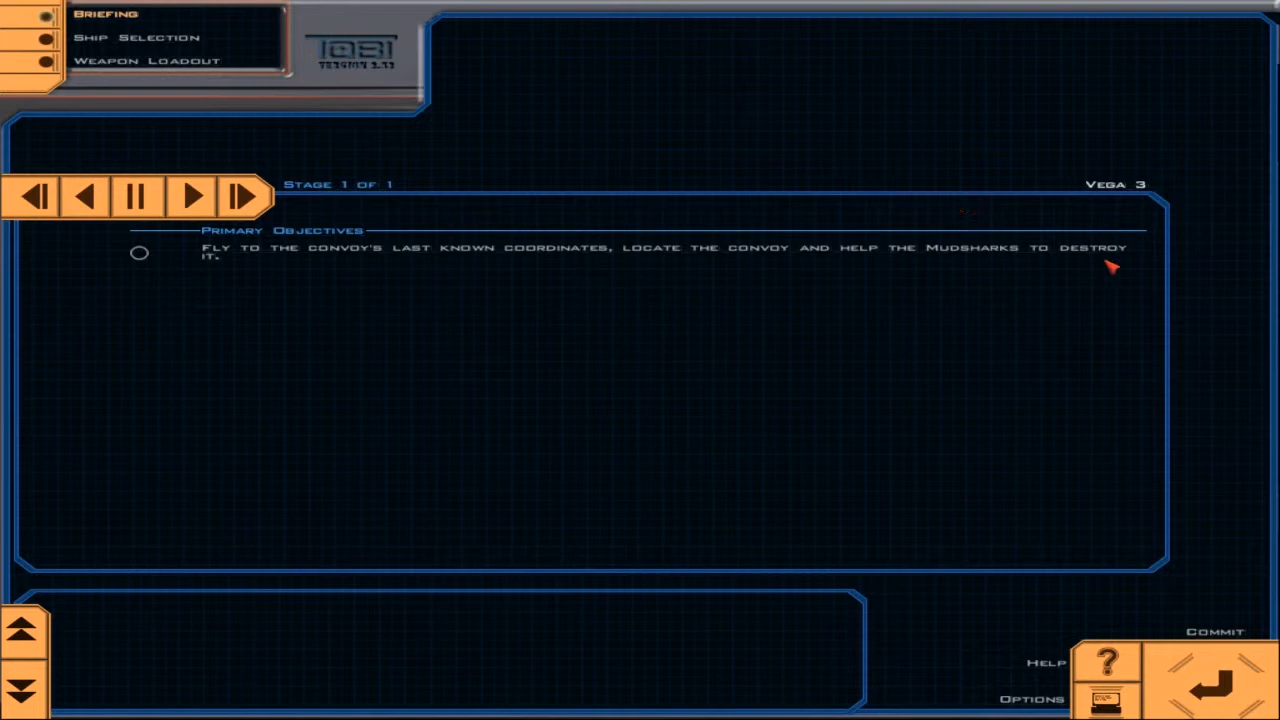 Briefing
Ship Selection
Weapon Loadout
Stage 1 of 1
Vega 3
Primary Objectives
Fly to the convoy's last known coordinates, locate the convoy and help the Mudsharks to destroy
it.
Commit
Help
?
Options